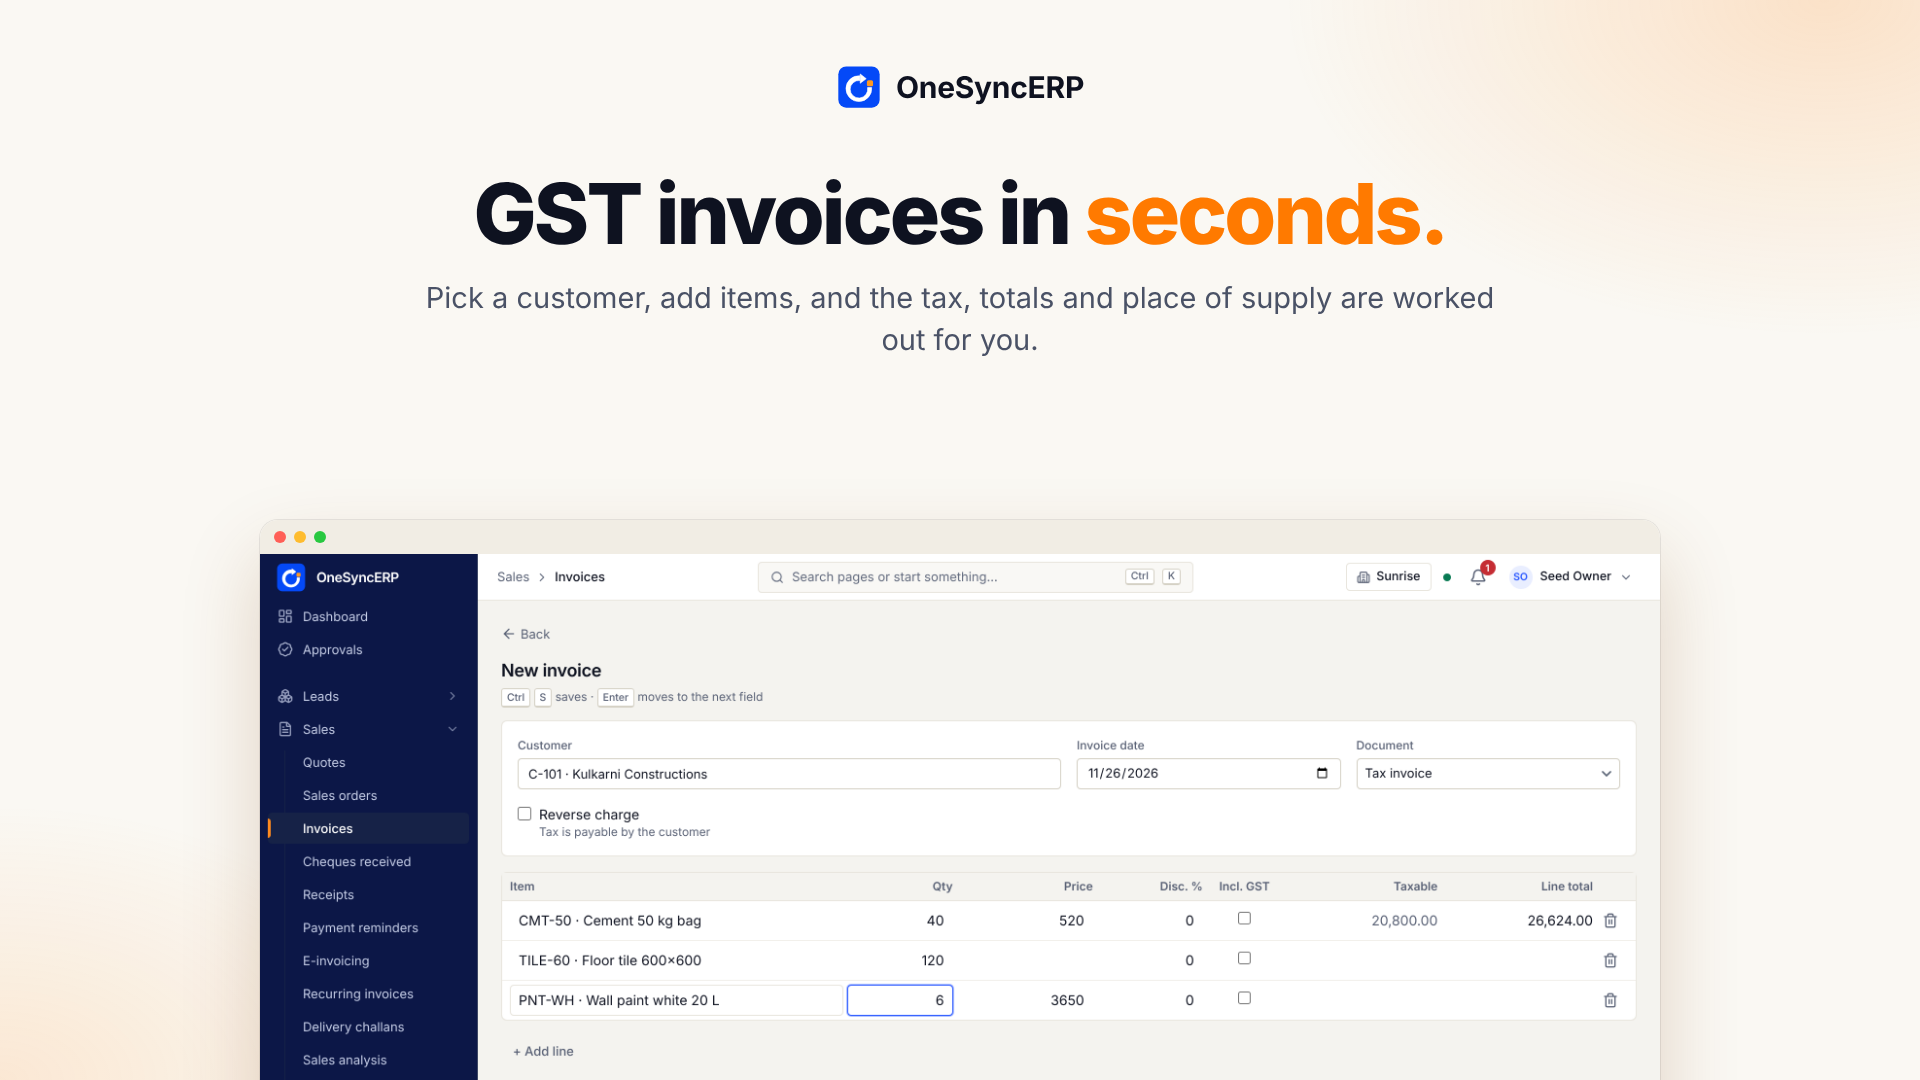 OneSyncERP
GST invoices in seconds.
Pick a customer, add items, and the tax, totals and place of supply are worked
out for you.
OneSyncERP
Sales > Invoices
Search pages or start something...
Ctrl K
Sunrise
1
SO Seed Owner
Dashboard
Approvals
Leads
Sales
Quotes
Sales orders
Invoices
Cheques received
Receipts
Payment reminders
E-invoicing
Recurring invoices
Delivery challans
Sales analysis
← Back
New invoice
Ctrl S saves · Enter moves to the next field
Customer Invoice date Document
C-101 · Kulkarni Constructions 11/26/2026 Tax invoice
Reverse charge
Tax is payable by the customer
Item Qty Price Disc. % Incl. GST Taxable Line total
CMT-50 · Cement 50 kg bag 40 520 0 20,800.00 26,624.00
TILE-60 · Floor tile 600×600 120 0
PNT-WH · Wall paint white 20 L 6 3650 0
+ Add line